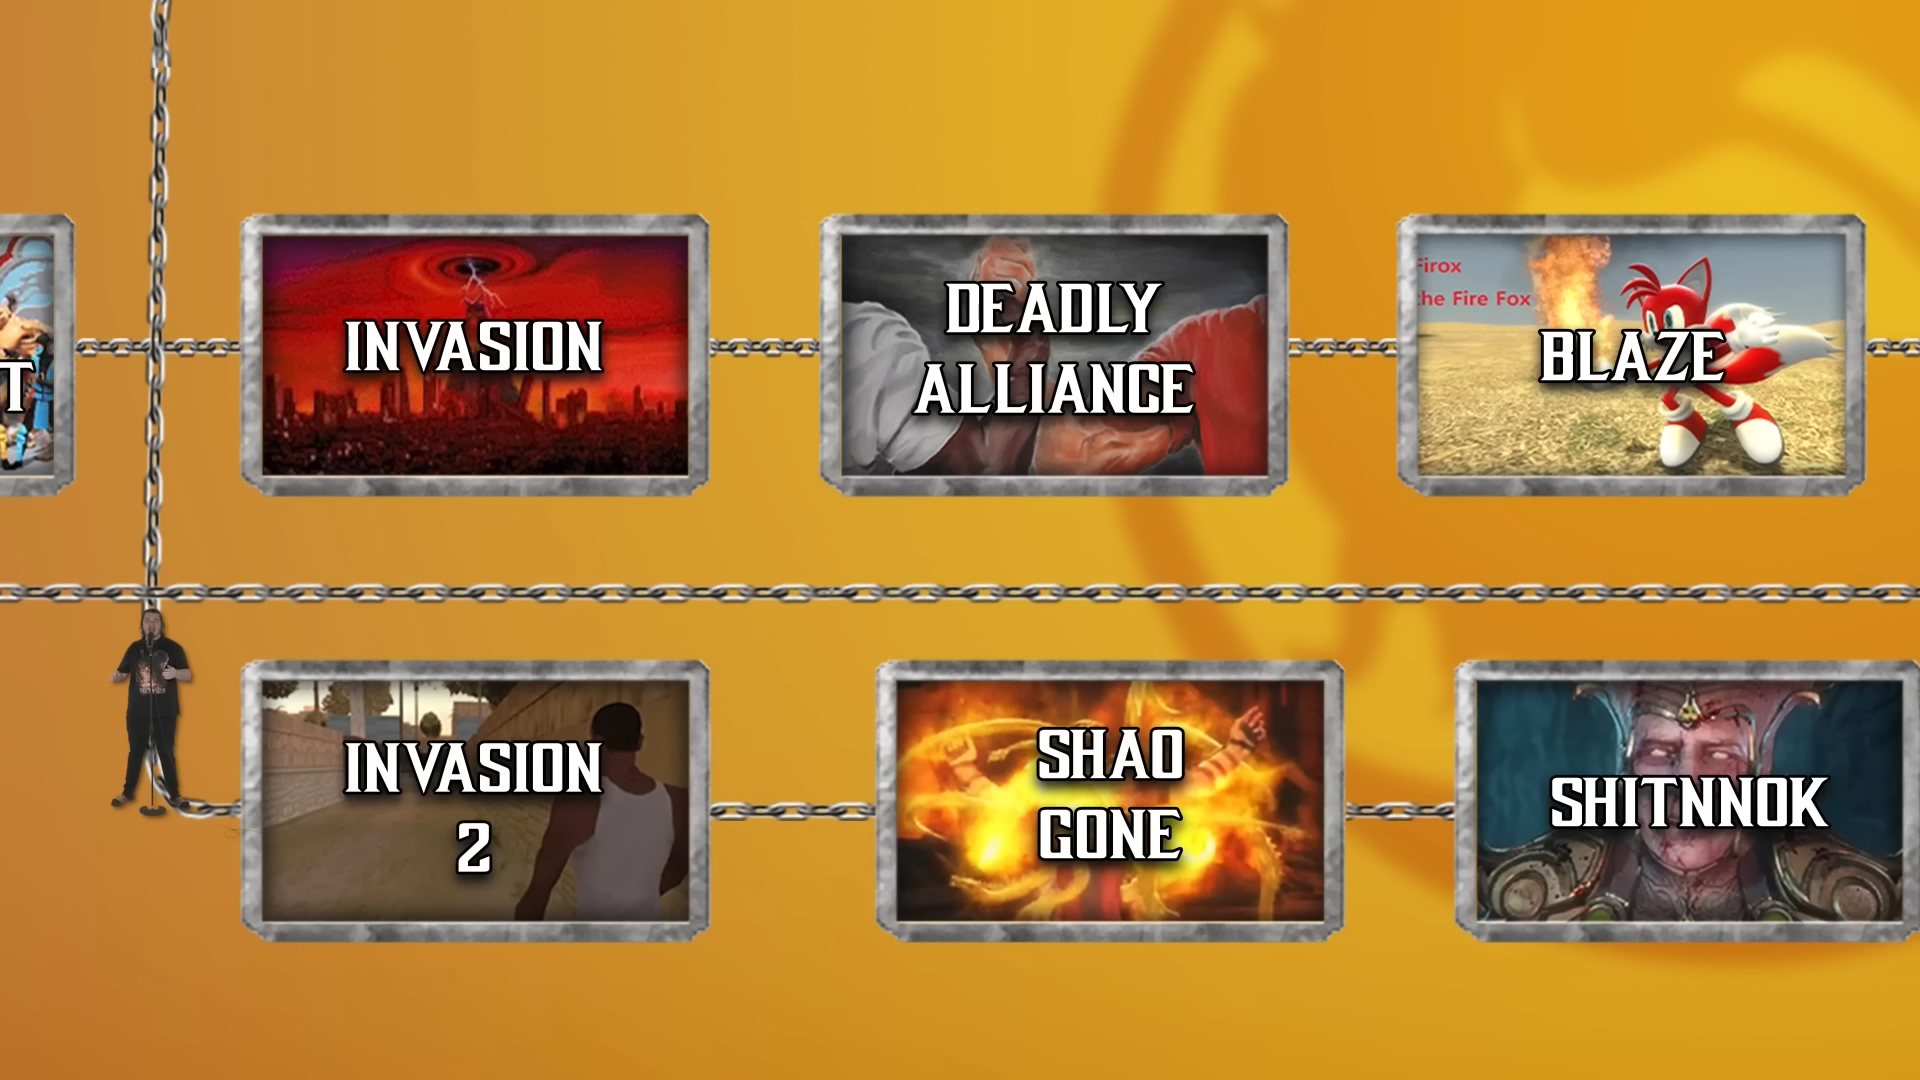 T
INVASION
DEADLY
ALLIANCE
Firox
the Fire Fox
BLAZE
INVASION
2
SHAO
GONE
SHITNNOK